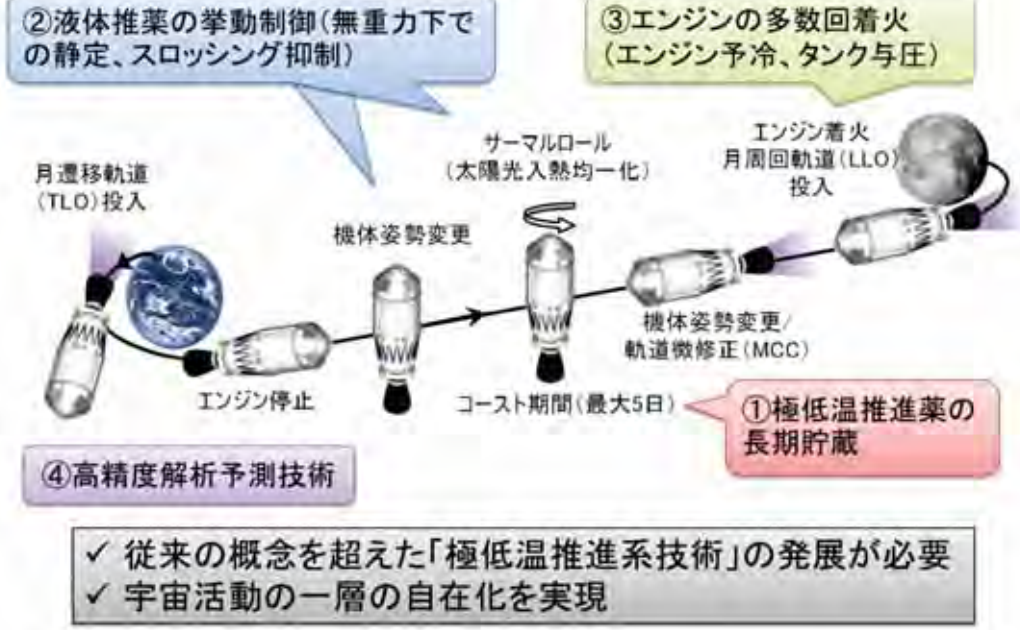 ②液体推薬の挙動制御(無重力下で
の静定、スロッシング抑制)
③エンジンの多数回着火
(エンジン予冷、タンク与圧)
月遷移軌道
(TLO)投入
機体姿勢変更
サーマルロール
(太陽光入熱均一化)
エンジン着火
月周回軌道(LLO)
投入
エンジン停止
コースト期間(最大5日)
機体姿勢変更/
軌道微修正(MCC)
①極低温推進薬の
長期貯蔵
④高精度解析予測技術
✓ 従来の概念を超えた「極低温推進系技術」の発展が必要
✓ 宇宙活動の一層の自在化を実現